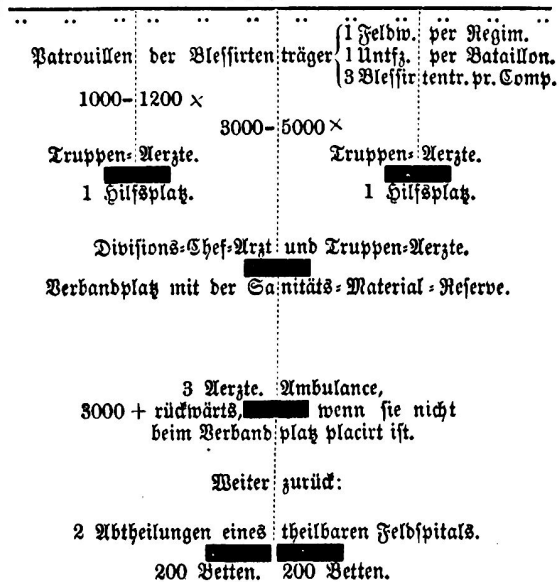 1 Feldw. per Regim.
Patrouillen der Blessirtenträger 1 Untfz. per Bataillon.
3 Blessirtentr. pr. Comp.
1000-1200 ×
3000-5000 ×
Truppen-Aerzte. Truppen-Aerzte.
1 Hilfsplatz. 1 Hilfsplatz.
Divisions-Chef-Arzt und Truppen-Aerzte.
Verbandplatz mit der Sanitäts-Material-Reserve.
3 Aerzte. Ambulance,
3000 + rückwärts, wenn sie nicht
beim Verbandplatz placirt ist.
Weiter zurück:
2 Abtheilungen eines theilbaren Feldspitals.
200 Betten. 200 Betten.